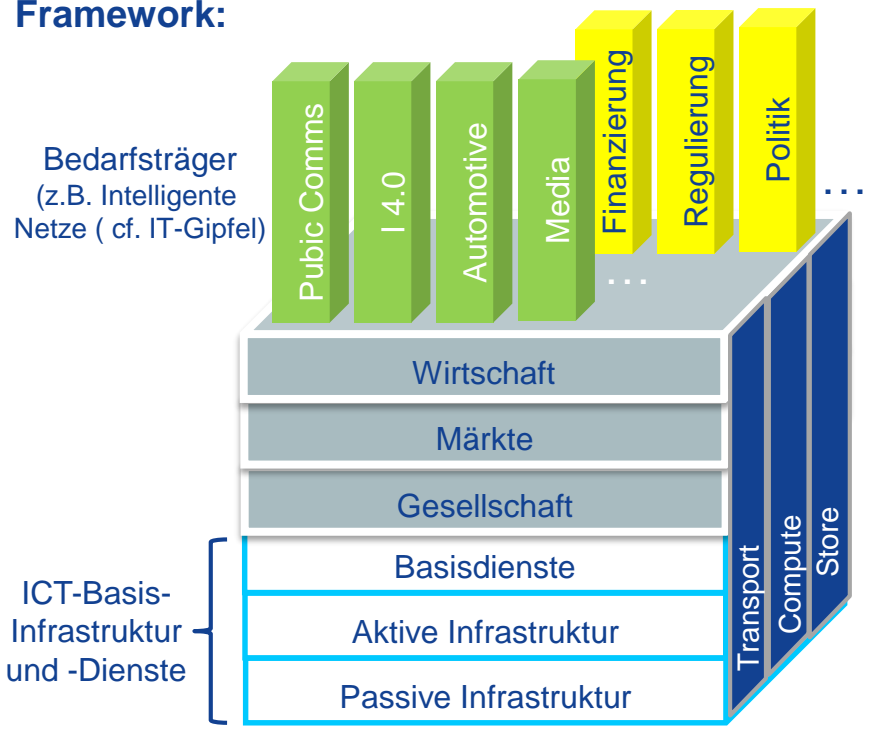 Framework:
Bedarfsträger
(z.B. Intelligente
Netze ( cf. IT-Gipfel)
Pubic Comms
I 4.0
Automotive
Media
...
Finanzierung
Regulierung
Politik
...
Wirtschaft
Märkte
Gesellschaft
Basisdienste
Aktive Infrastruktur
Passive Infrastruktur
ICT-Basis-
Infrastruktur
und -Dienste
Transport
Compute
Store